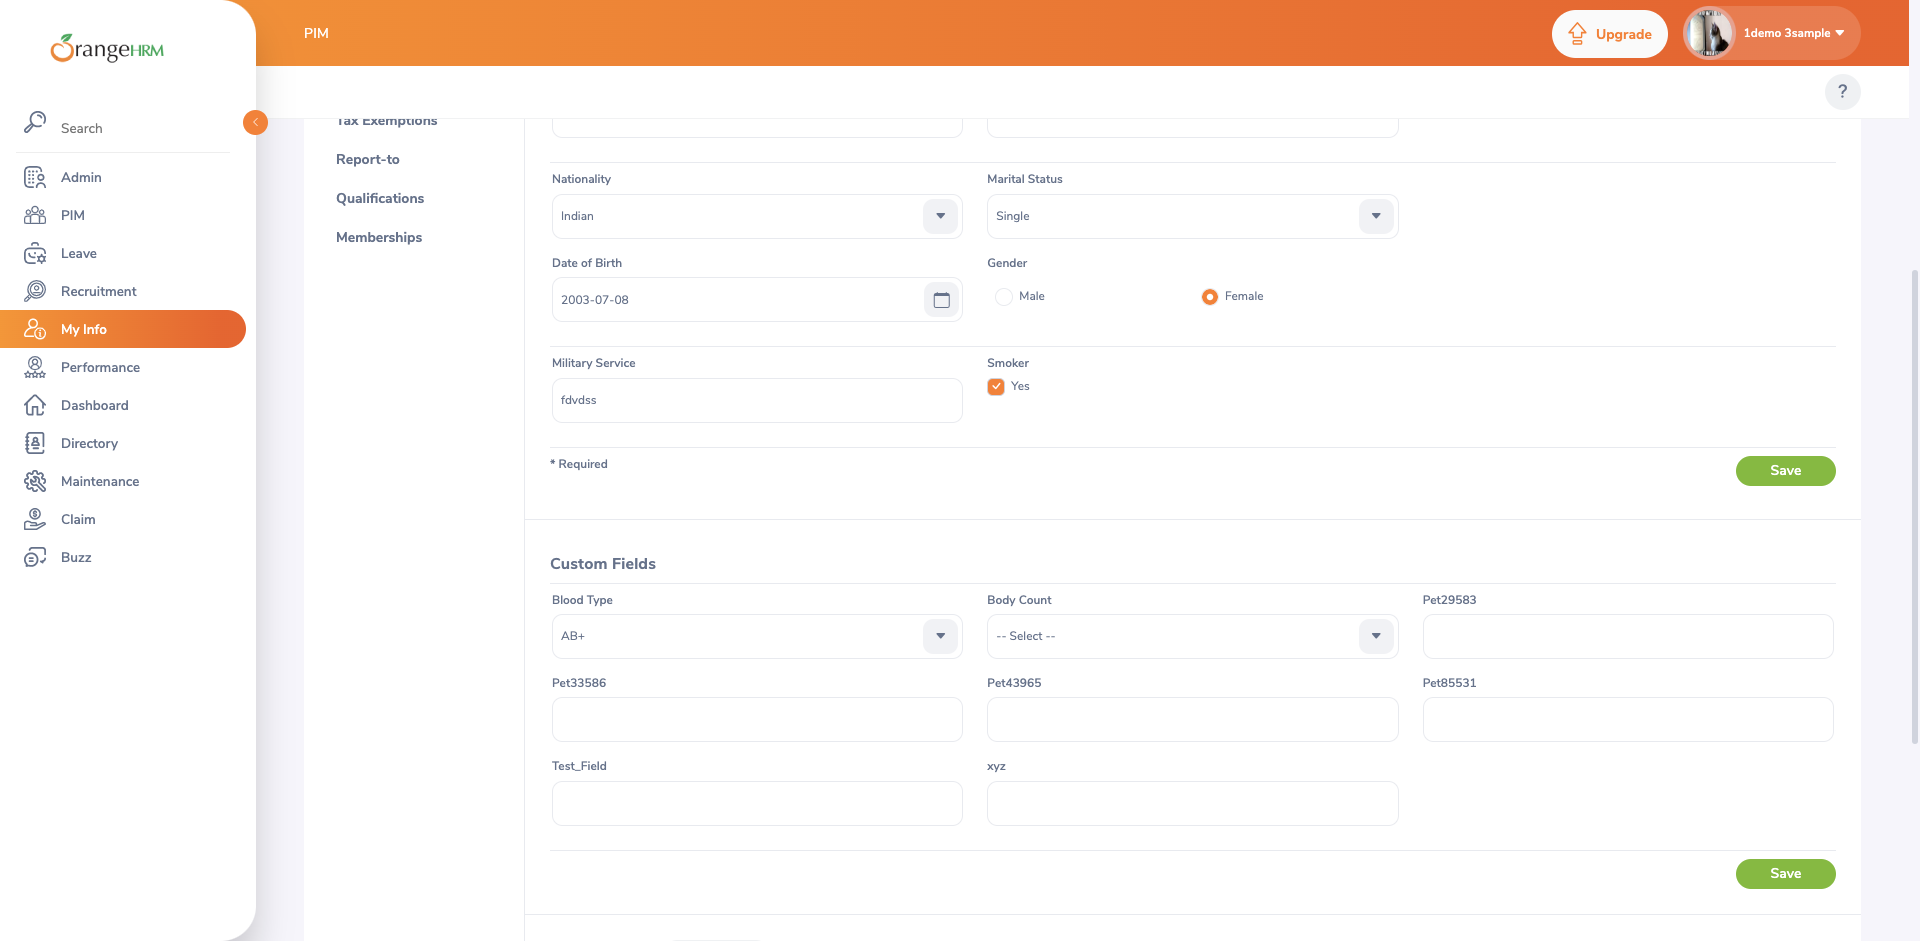 PIM
Upgrade
1demo 3sample
OrangeHRM
?
Search
Admin
PIM
Leave
Recruitment
My Info
Performance
Dashboard
Directory
Maintenance
Claim
Buzz
Tax Exemptions
Report-to
Qualifications
Memberships
Nationality
Marital Status
Indian
Single
Date of Birth
Gender
2003-07-08
Male
Female
Military Service
Smoker
fdvdss
Yes
* Required
Save
Custom Fields
Blood Type
Body Count
Pet29583
AB+
-- Select --
Pet33586
Pet43965
Pet85531
Test_Field
xyz
Save